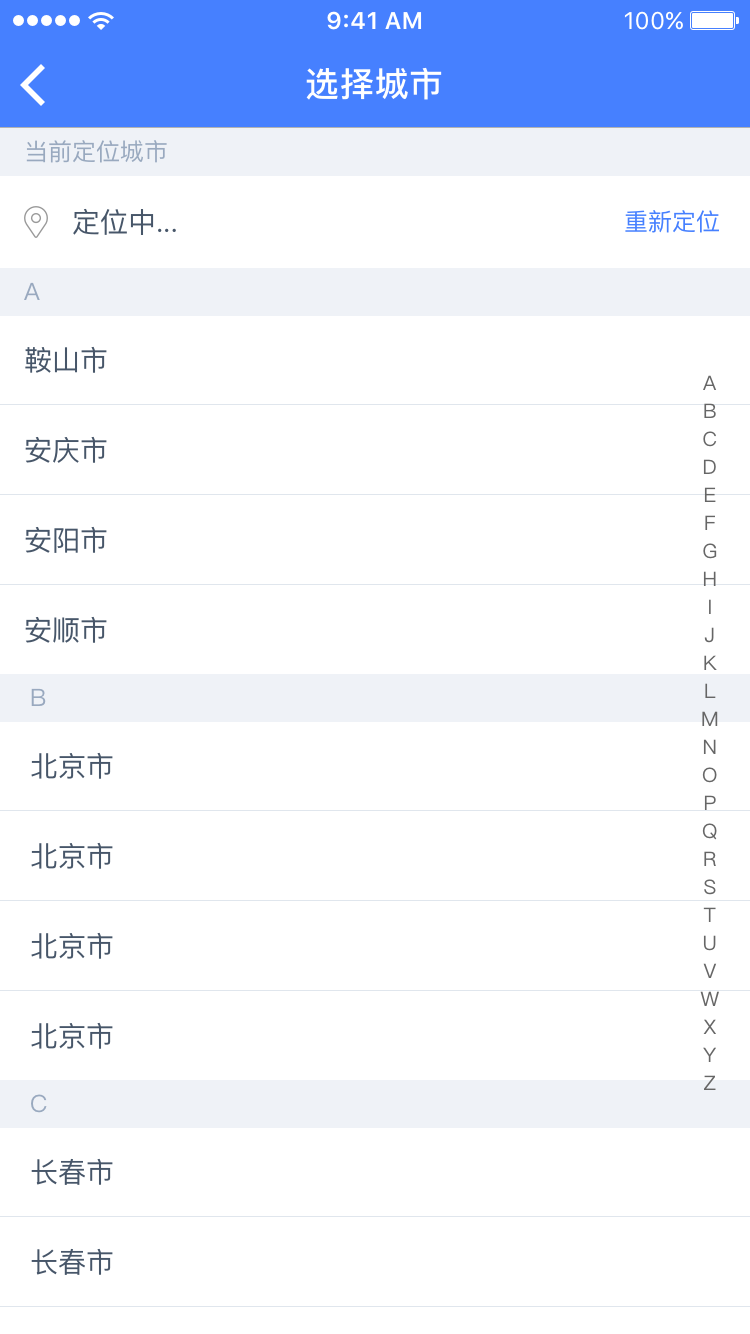 9:41 AM
100%
选择城市
当前定位城市
定位中...
重新定位
A
鞍山市
安庆市
安阳市
安顺市
B
北京市
北京市
北京市
北京市
C
长春市
长春市
A
B
C
D
E
F
G
H
I
J
K
L
M
N
O
P
Q
R
S
T
U
V
W
X
Y
Z